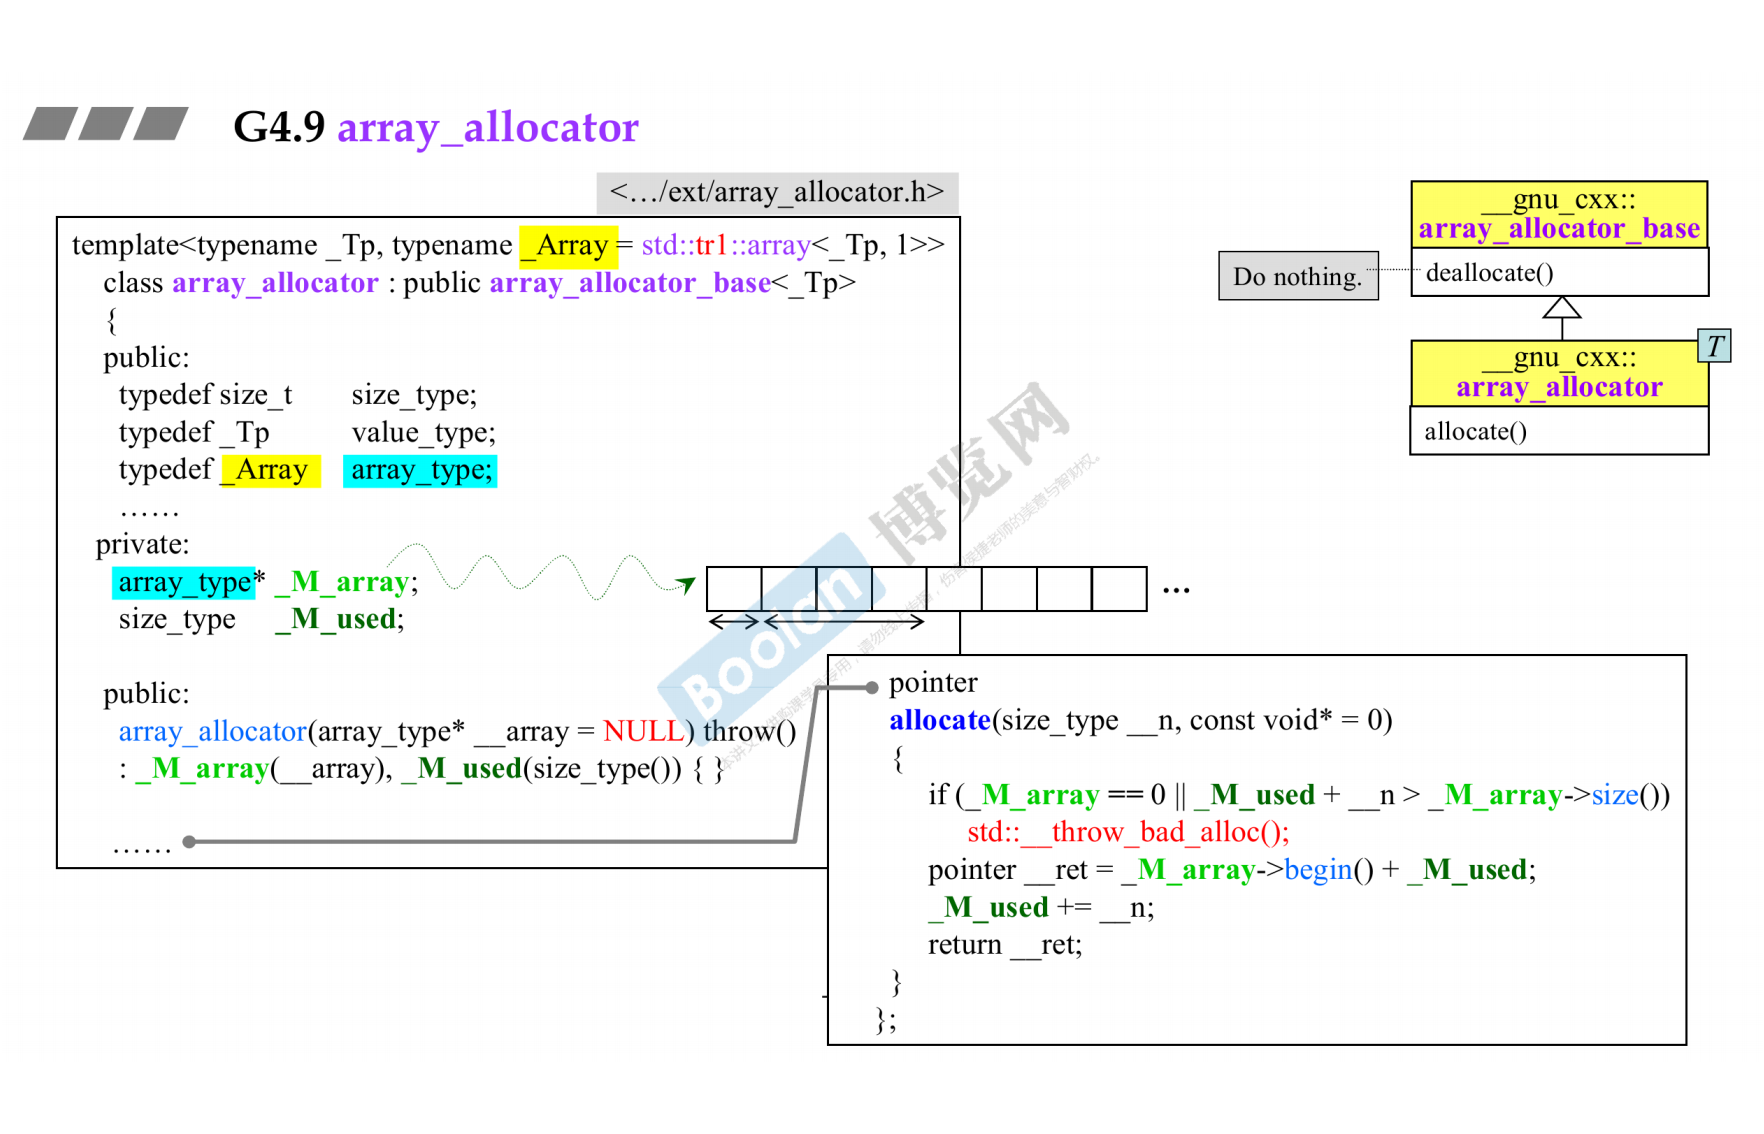 G4.9 array_allocator
<…/ext/array_allocator.h>
template<typename _Tp, typename _Array = std::tr1::array<_Tp, 1>>
class array_allocator : public array_allocator_base<_Tp>
{
public:
typedef size_t size_type;
typedef _Tp value_type;
typedef _Array array_type;
……
private:
array_type* _M_array;
size_type _M_used;
public:
array_allocator(array_type* __array = NULL) throw()
: _M_array(__array), _M_used(size_type()) { }
……
...
pointer
allocate(size_type __n, const void* = 0)
{
if (_M_array == 0 || _M_used + __n > _M_array->size())
std::__throw_bad_alloc();
pointer __ret = _M_array->begin() + _M_used;
_M_used += __n;
return __ret;
}
};
__gnu_cxx::
array_allocator_base
Do nothing.
deallocate()
T
__gnu_cxx::
array_allocator
allocate()
Boolan
博览网